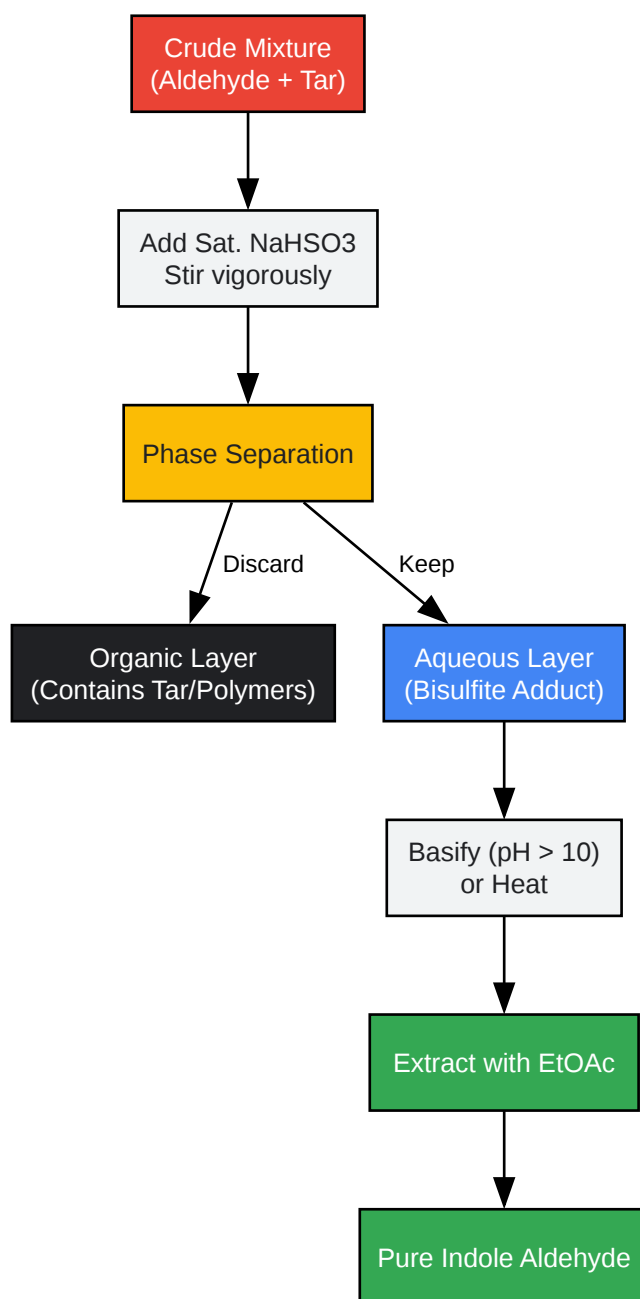 Crude Mixture
(Aldehyde + Tar)
Add Sat. NaHSO3
Stir vigorously
Phase Separation
Discard
Keep
Organic Layer
(Contains Tar/Polymers)
Aqueous Layer
(Bisulfite Adduct)
Basify (pH > 10)
or Heat
Extract with EtOAc
Pure Indole Aldehyde